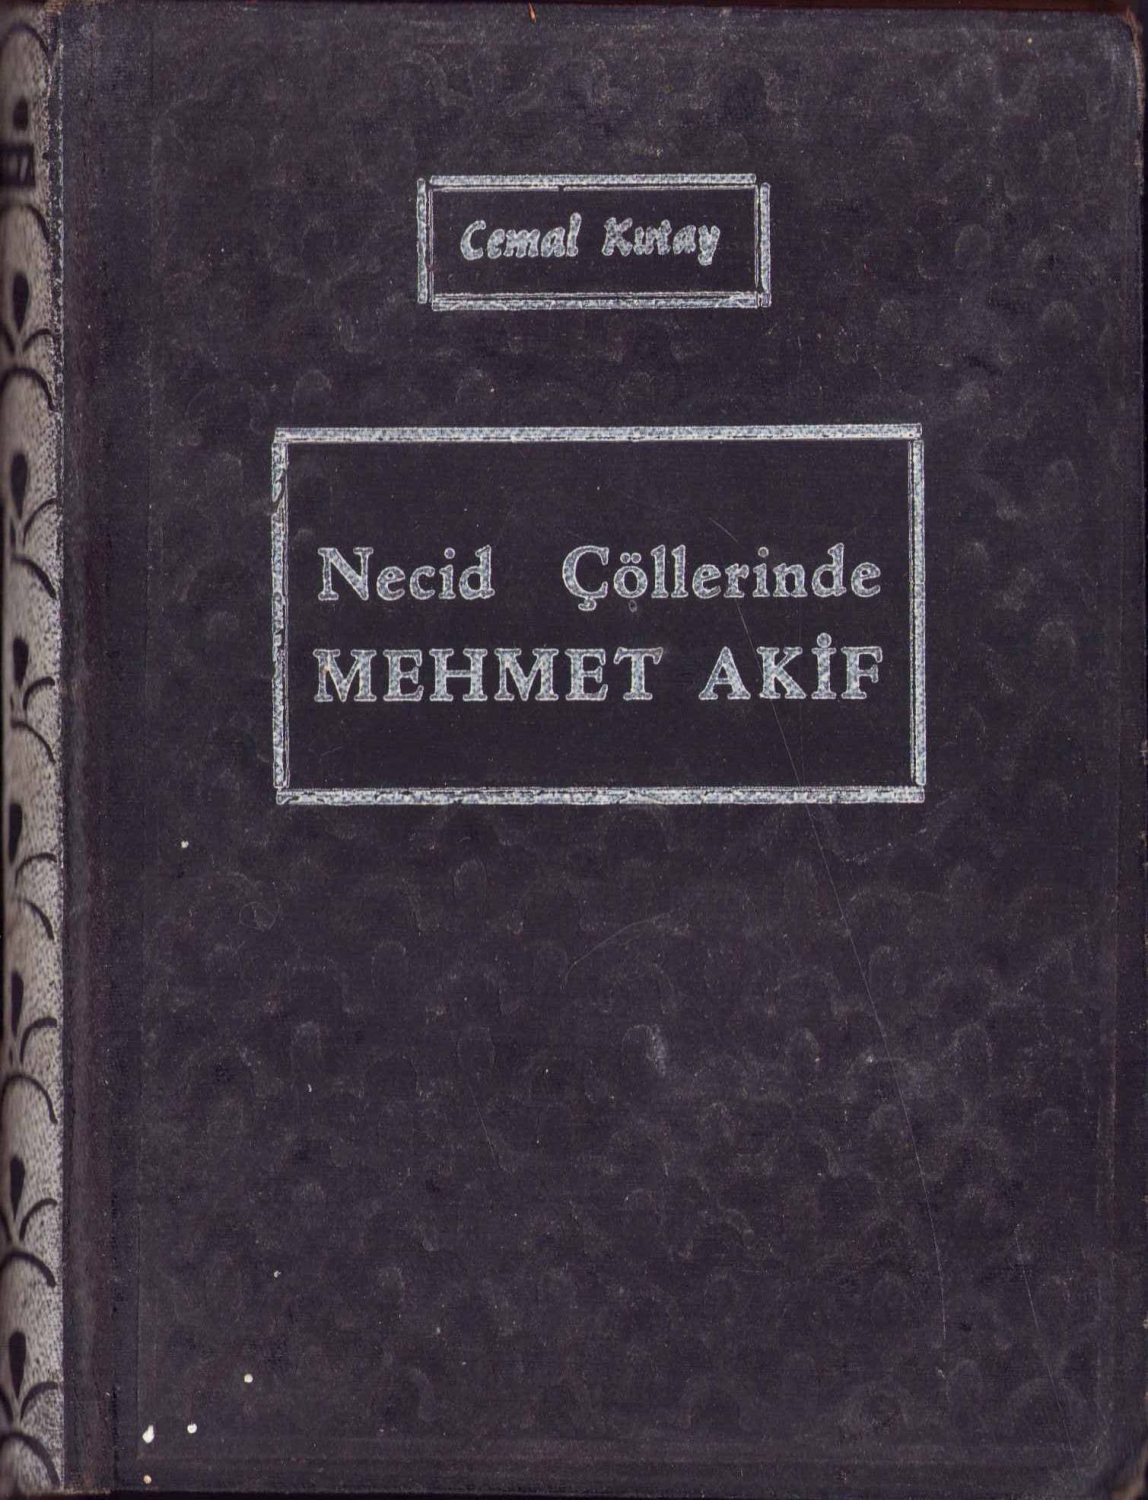 Cemal Kutay
Necid Çöllerinde
MEHMET AKİF